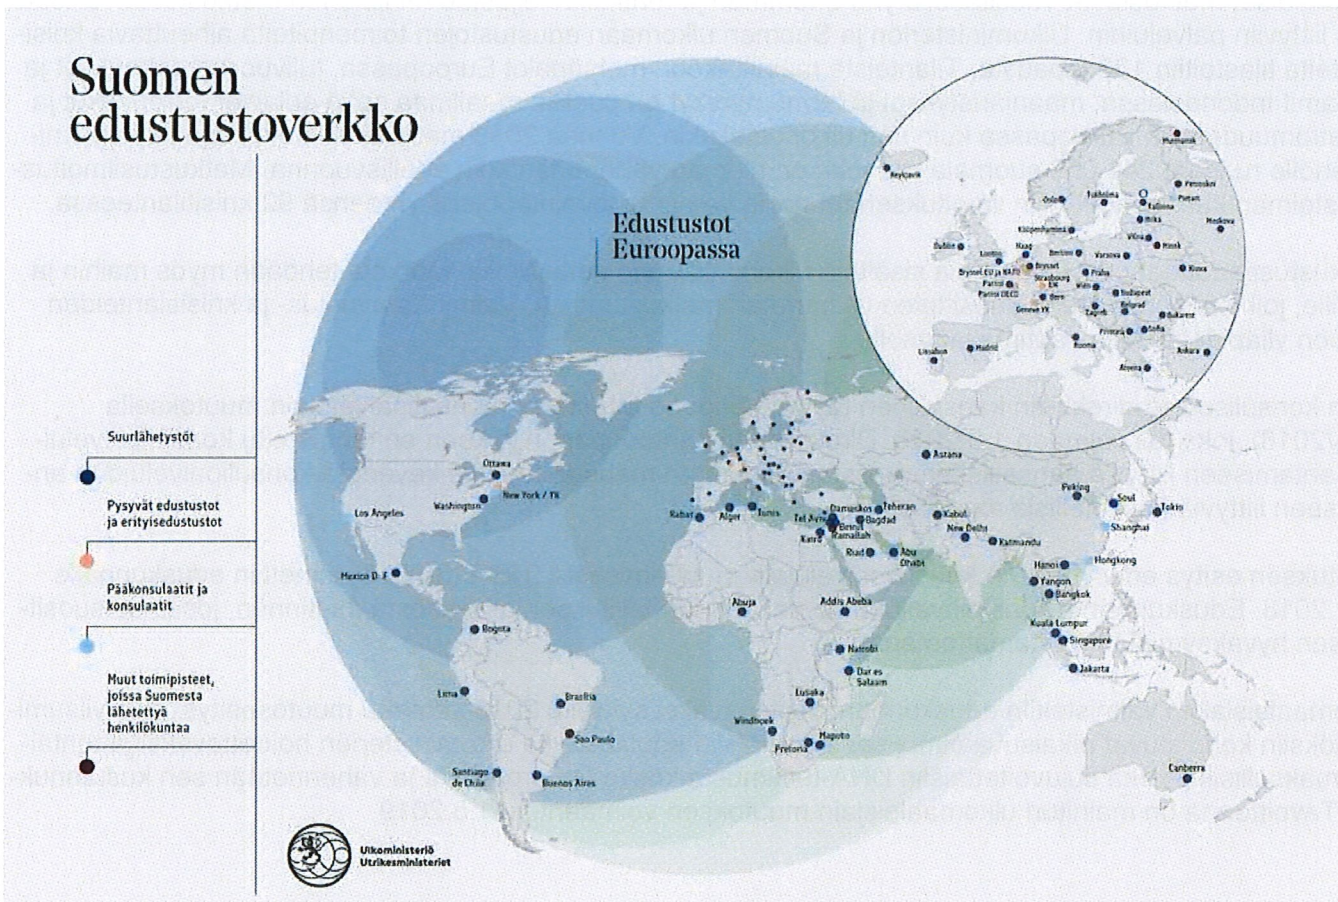 Suomen
edustustoverkko
Edustustot
Euroopassa
Suurlähetystöt
Pysyvät edustustot
ja erityisedustustot
Pääkonsulaatit ja
konsulaatit
Muut toimipisteet,
joissa Suomesta
lähetettyä
henkilökuntaa
Ulkoministeriö
Utrikesministeriet
Reykjavik
Murmansk
Petroskoi
Pietari
Oslo
Tukholma
Tallinna
Riika
Moskova
Kööpenhamina
Vilna
Minsk
Dublin
Lontoo
Haag
Berliini
Varsova
Kiova
Bryssel EU ja NATO
Bryssel
Praha
Strasbourg
EN
Pariisi
Wien
Pariisi OECD
Bern
Budapest
Geneve YK
Zagreb
Belgrad
Bukarest
Pristina
Sofia
Rooma
Lissabon
Madrid
Ankara
Ateena
Ottawa
New York / YK
Washington
Los Angeles
Mexico D. F
Bogota
Lima
Brasilia
Sao Paulo
Santiago
de Chile
Buenos Aires
Rabat
Alger
Tunis
Tel Aviv
Damaskos
Teheran
Beirut
Bagdad
Kairo
Ramallah
Riad
Abu
Dhabi
Abuja
Addis Abeba
Nairobi
Dar es
Salaam
Lusaka
Windhoek
Maputo
Pretoria
Astana
Kabul
New Delhi
Katmandu
Peking
Soul
Tokio
Shanghai
Hongkong
Hanoi
Yangon
Bangkok
Kuala Lumpur
Singapore
Jakarta
Canberra